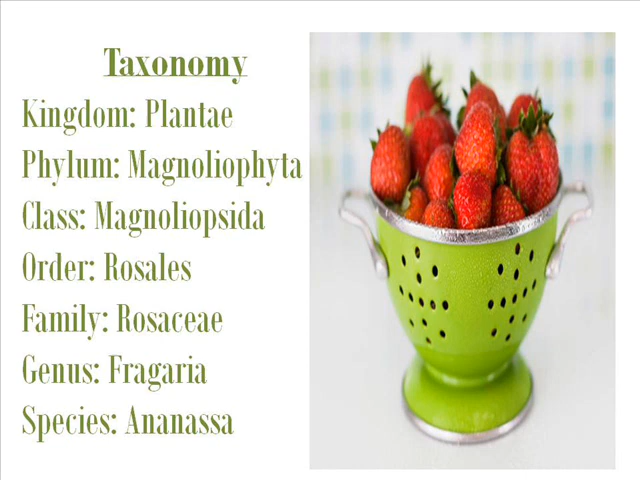 Taxonomy
Kingdom: Plantae
Phylum: Magnoliophyta
Class: Magnoliopsida
Order: Rosales
Family: Rosaceae
Genus: Fragaria
Species: Ananassa